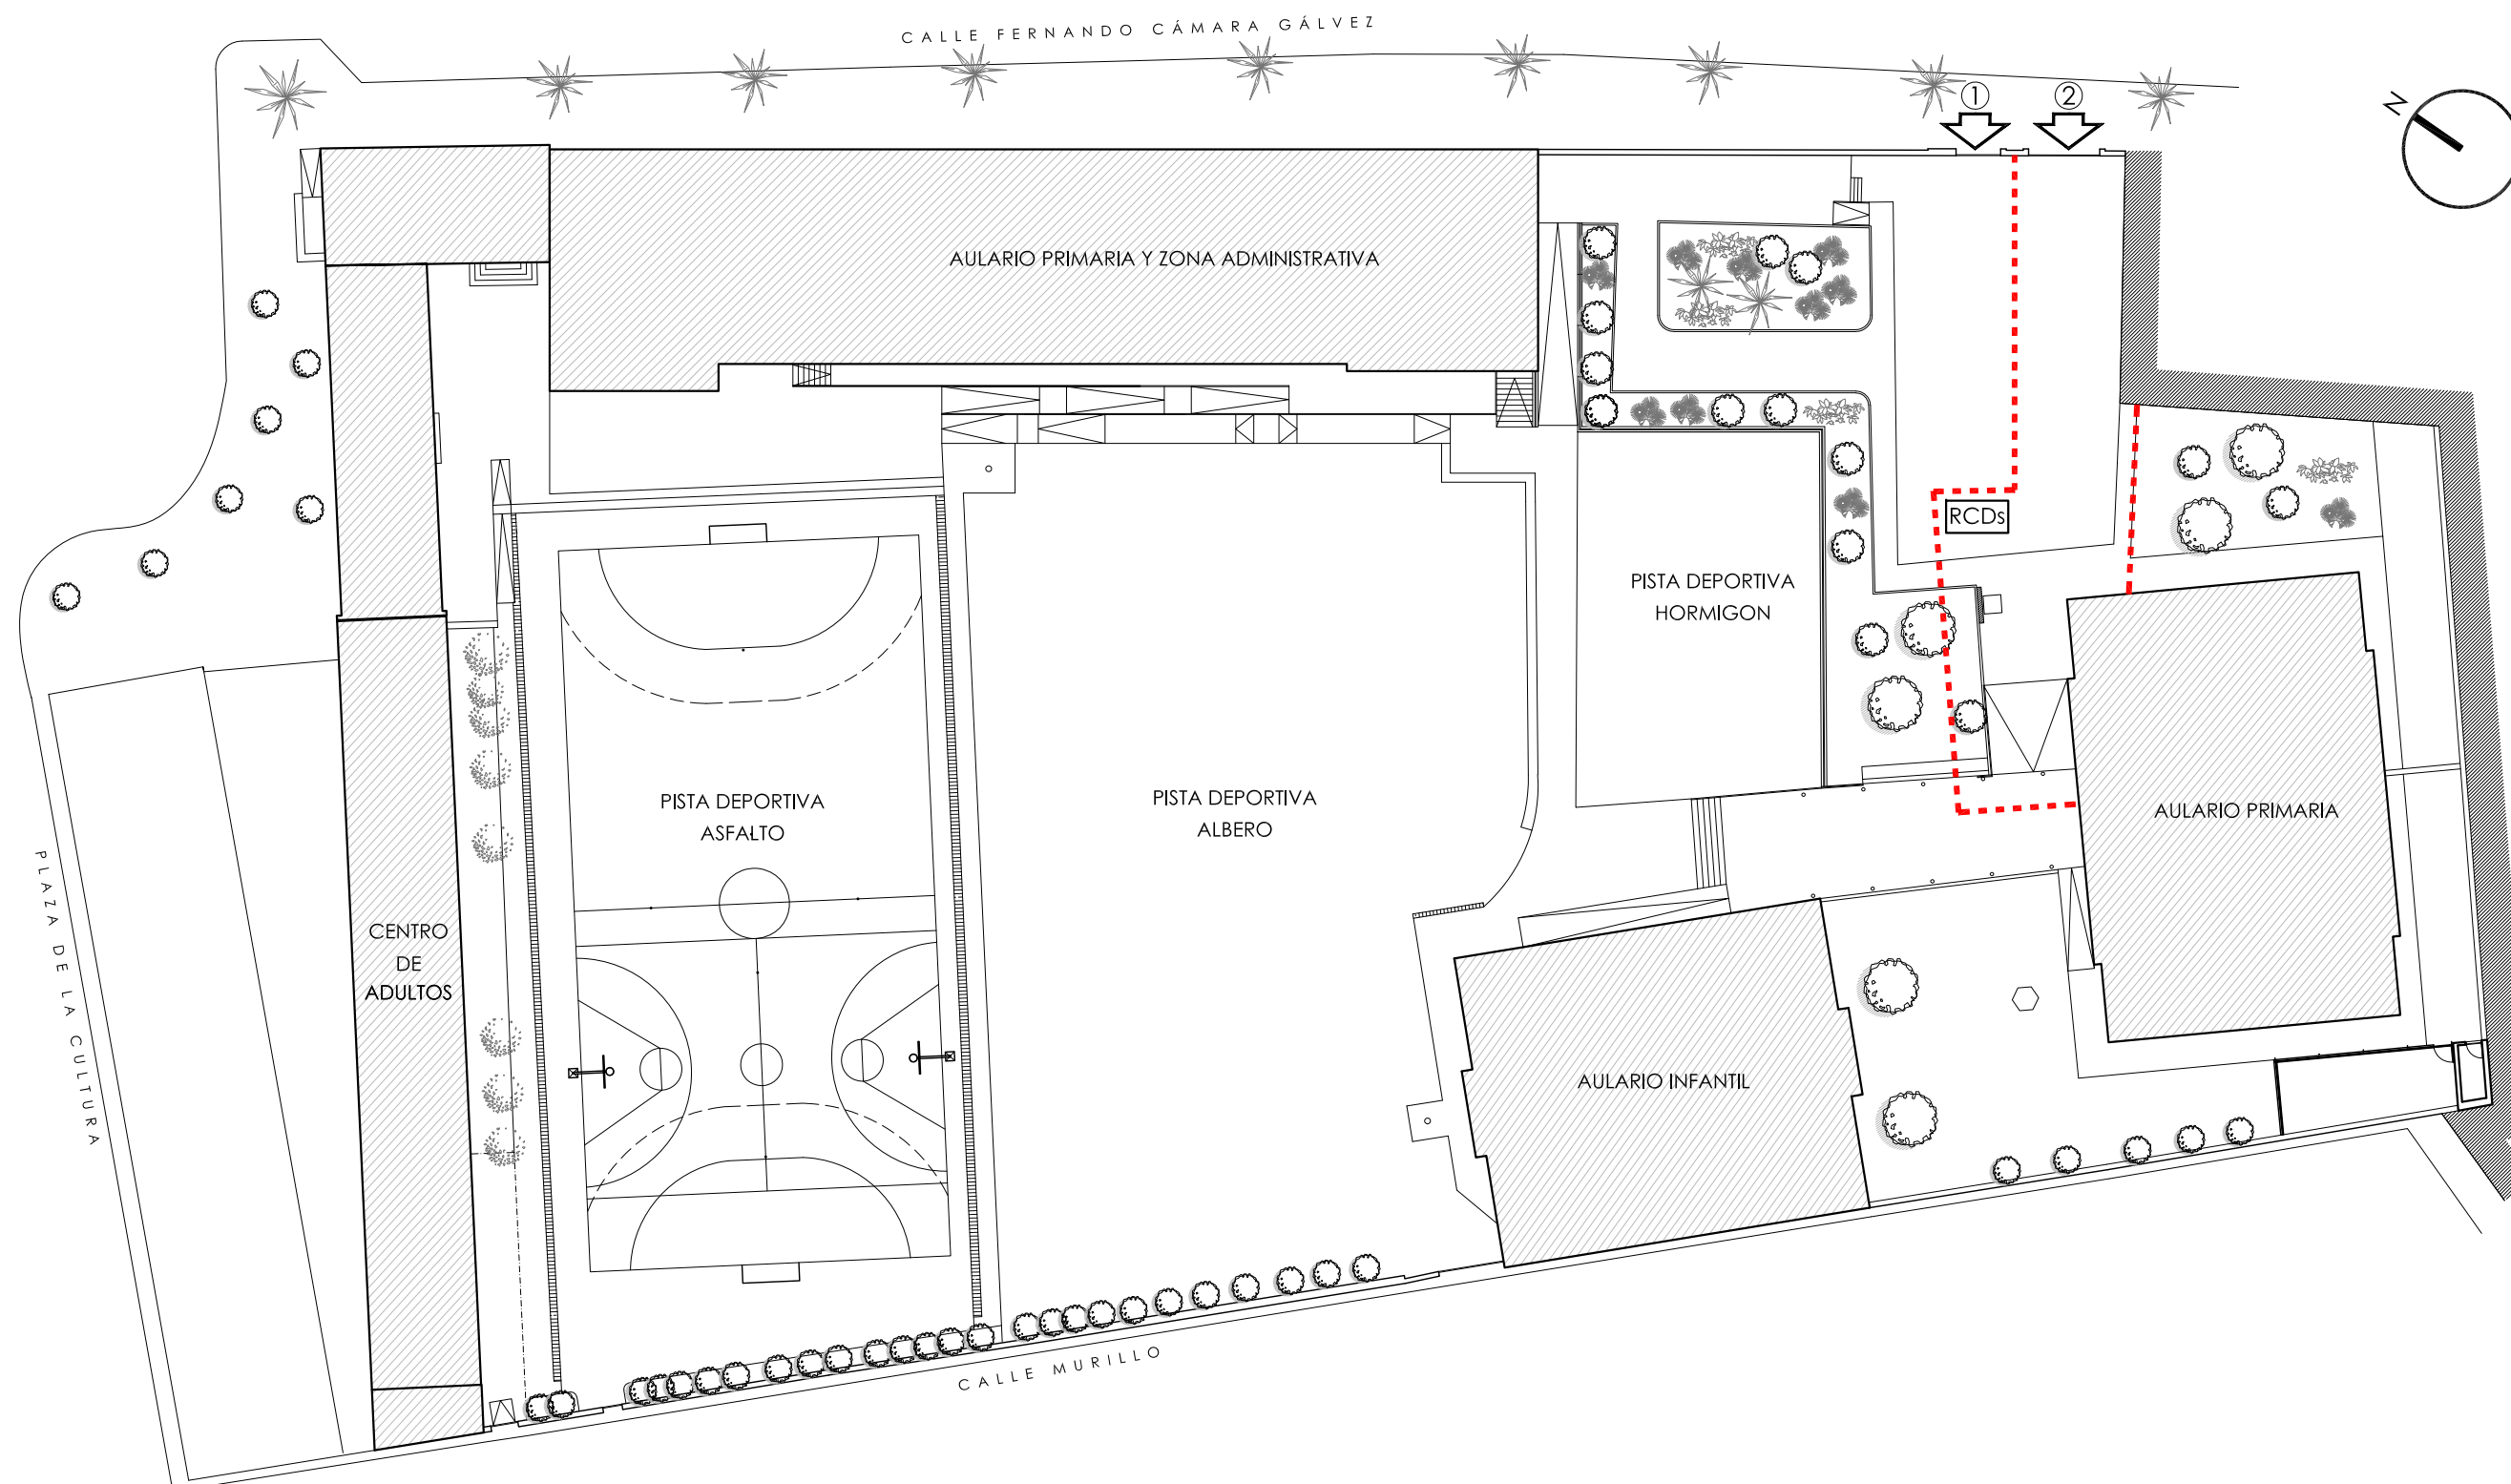 CALLE FERNANDO CÁMARA GÁLVEZ
1
2
N
AULARIO PRIMARIA Y ZONA ADMINISTRATIVA
RCDs
PISTA DEPORTIVA
HORMIGON
PISTA DEPORTIVA
ASFALTO
PISTA DEPORTIVA
ALBERO
AULARIO PRIMARIA
CENTRO
DE
ADULTOS
PLAZA DE LA CULTURA
AULARIO INFANTIL
CALLE MURILLO